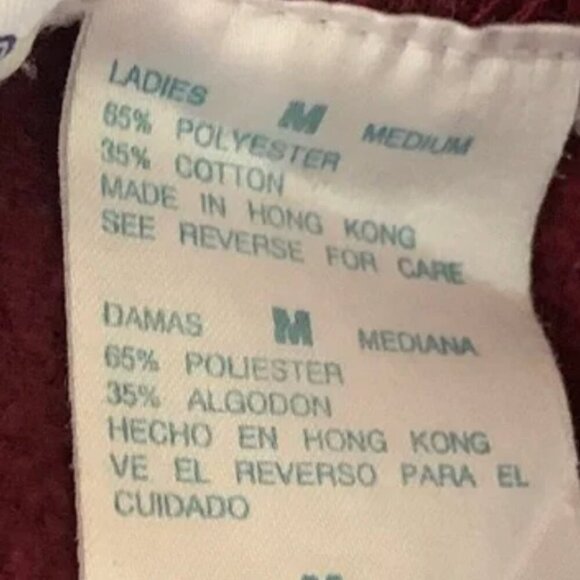 LADIES M MEDIUM
65% POLYESTER
35% COTTON
MADE IN HONG KONG
SEE REVERSE FOR CARE
DAMAS M MEDIANA
65% POLIESTER
35% ALGODON
HECHO EN HONG KONG
VE EL REVERSO PARA EL
CUIDADO